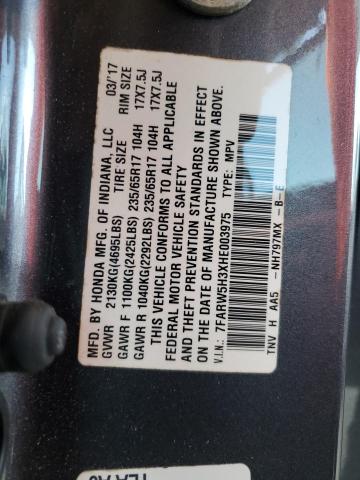 MFD. BY HONDA MFG. OF INDIANA, LLC 03/17
GVWR 2130KG(4695LBS) TIRE SIZE RIM SIZE
GAWR F 1100KG(2425LBS) 235/65R17 104H 17X7.5J
GAWR R 1040KG(2292LBS) 235/65R17 104H 17X7.5J
THIS VEHICLE CONFORMS TO ALL APPLICABLE
FEDERAL MOTOR VEHICLE SAFETY
AND THEFT PREVENTION STANDARDS IN EFFECT
ON THE DATE OF MANUFACTURE SHOWN ABOVE.
V.I.N.: 7FARW5H3XHE003975 TYPE: MPV
TNV H AA5 -NH797MX -B-E